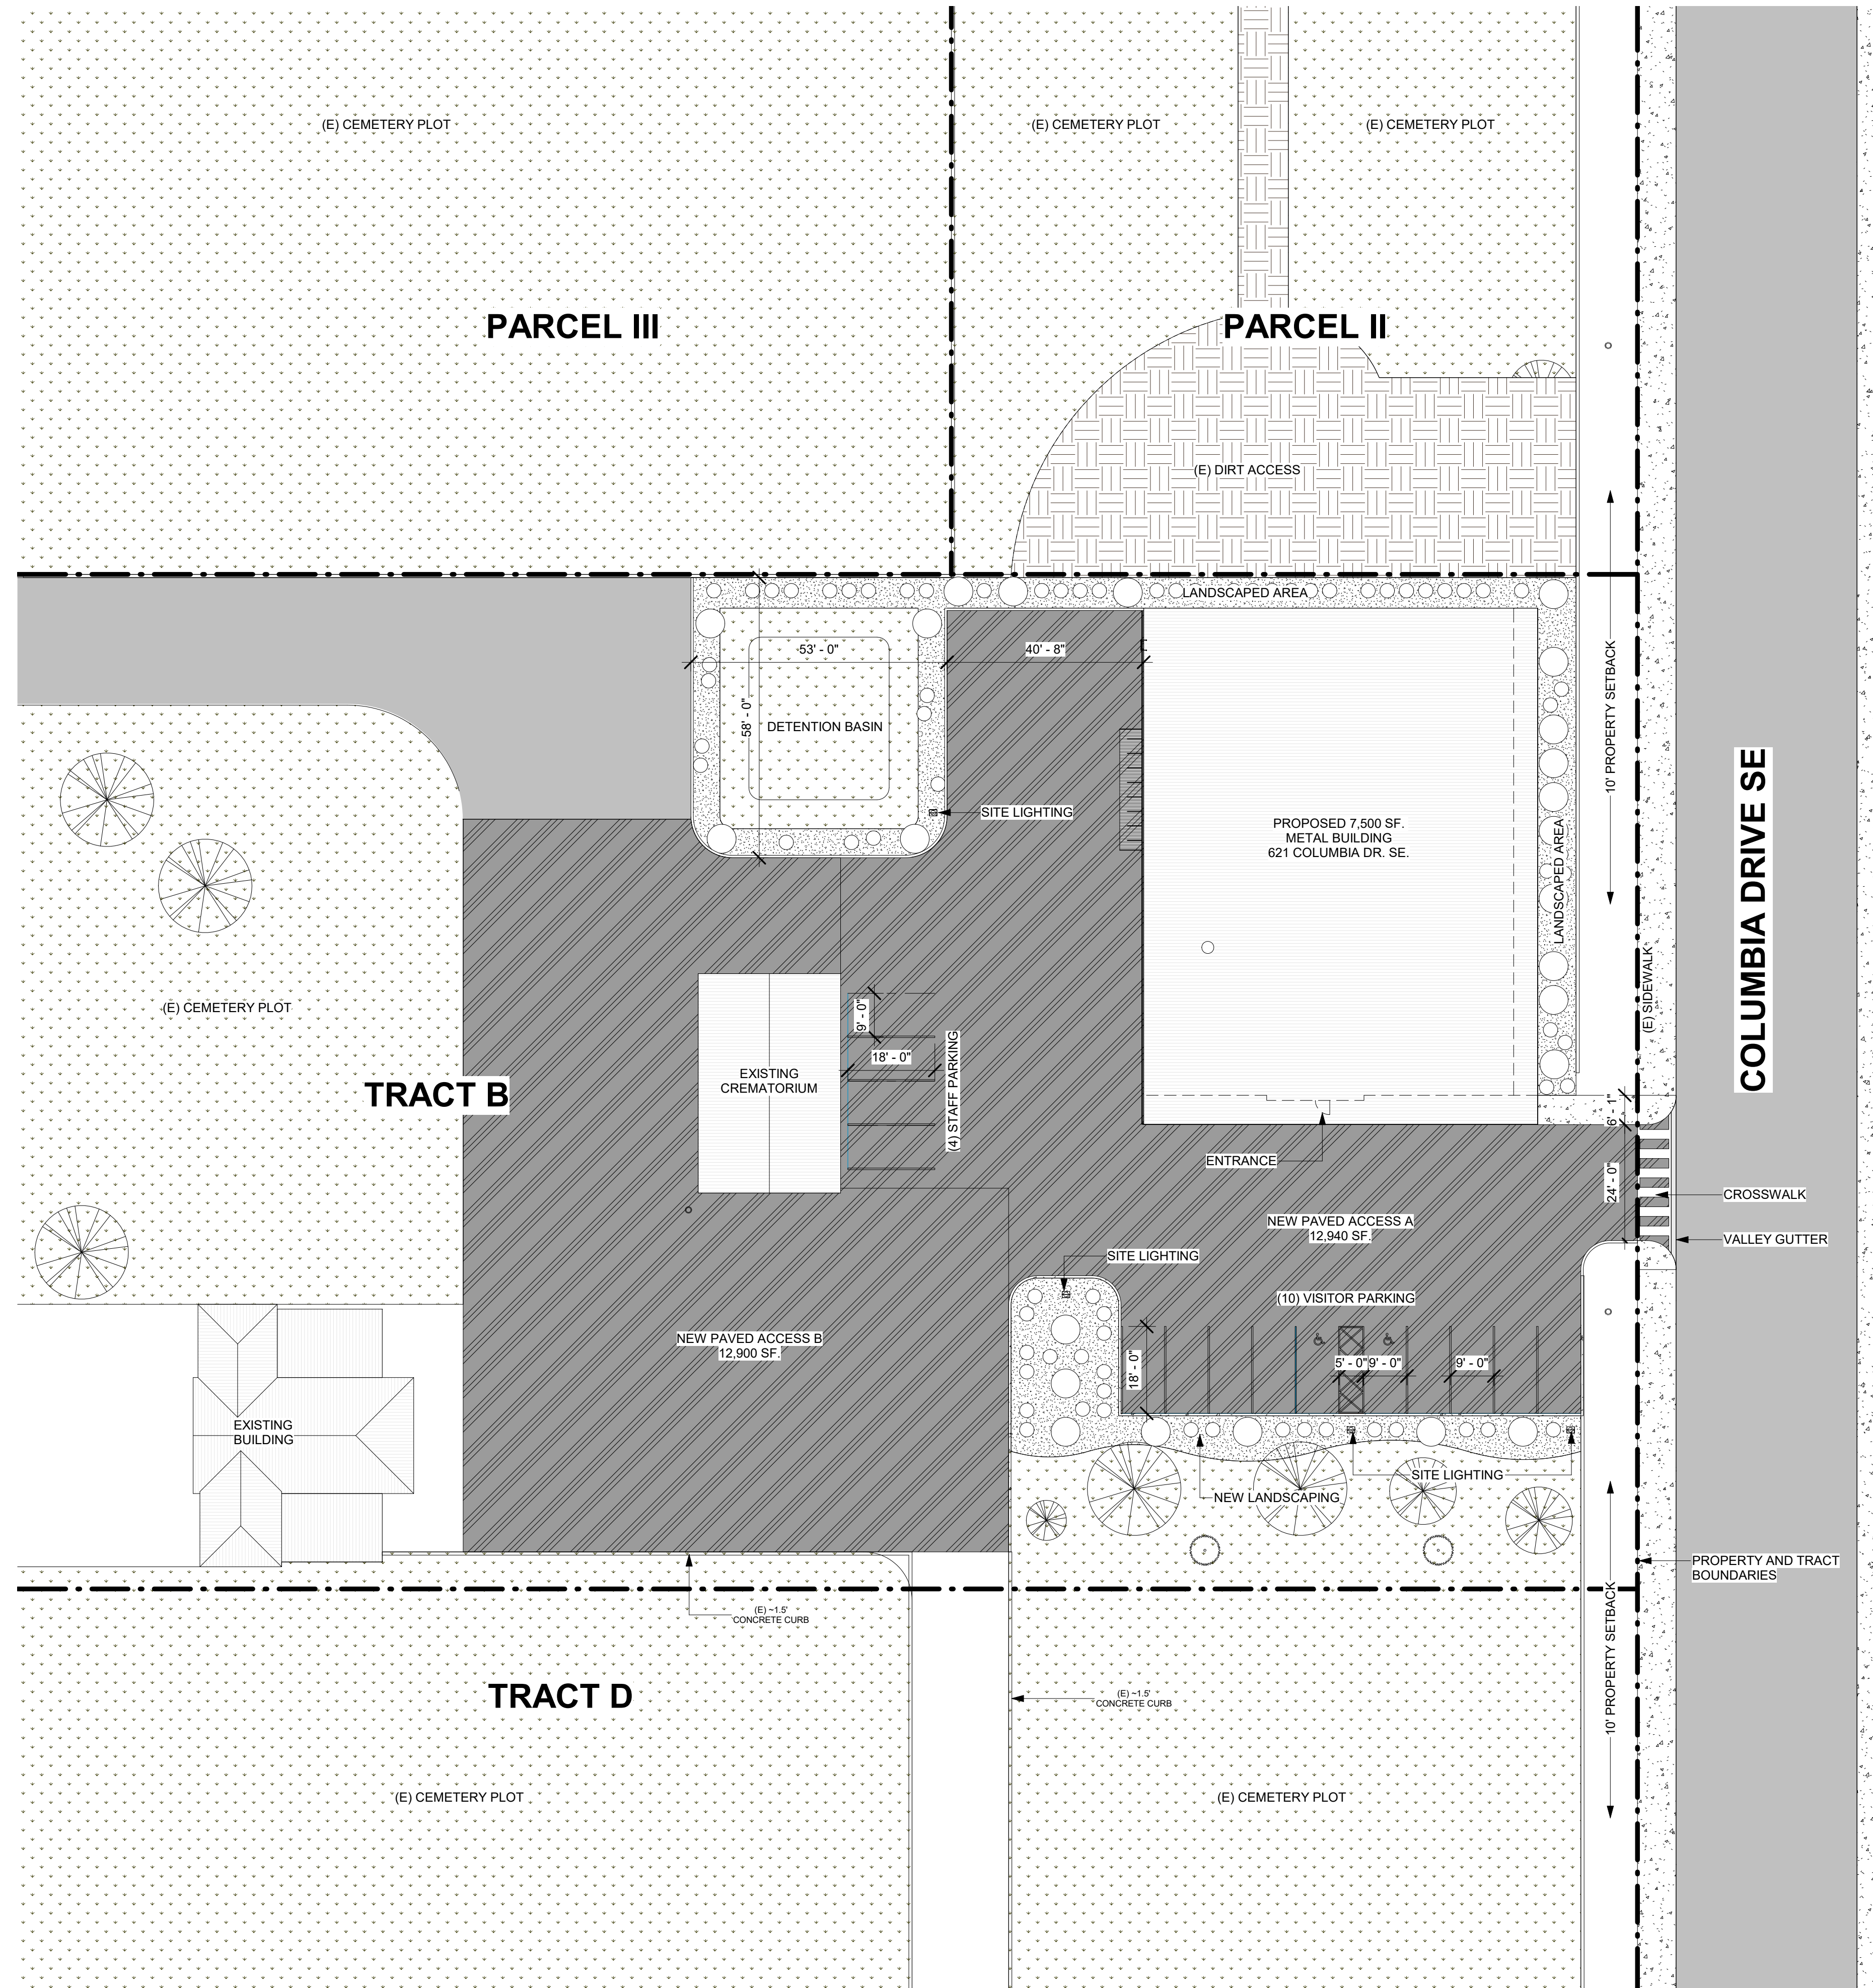 (E) CEMETERY PLOT
(E) CEMETERY PLOT
(E) CEMETERY PLOT
PARCEL III
PARCEL II
(E) DIRT ACCESS
LANDSCAPED AREA
53' - 0"
40' - 8"
58' - 0"
DETENTION BASIN
SITE LIGHTING
PROPOSED 7,500 SF.
METAL BUILDING
621 COLUMBIA DR. SE.
LANDSCAPED AREA
10' PROPERTY SETBACK
(E) SIDEWALK
COLUMBIA DRIVE SE
(E) CEMETERY PLOT
TRACT B
EXISTING
CREMATORIUM
9' - 0"
18' - 0"
(4) STAFF PARKING
ENTRANCE
6' - 1"
24' - 0"
CROSSWALK
VALLEY GUTTER
NEW PAVED ACCESS A
12,940 SF.
SITE LIGHTING
(10) VISITOR PARKING
NEW PAVED ACCESS B
12,900 SF.
18' - 0"
5' - 0"
9' - 0"
9' - 0"
EXISTING
BUILDING
SITE LIGHTING
NEW LANDSCAPING
PROPERTY AND TRACT
BOUNDARIES
(E) ~1.5'
CONCRETE CURB
10' PROPERTY SETBACK
TRACT D
(E) ~1.5'
CONCRETE CURB
(E) CEMETERY PLOT
(E) CEMETERY PLOT